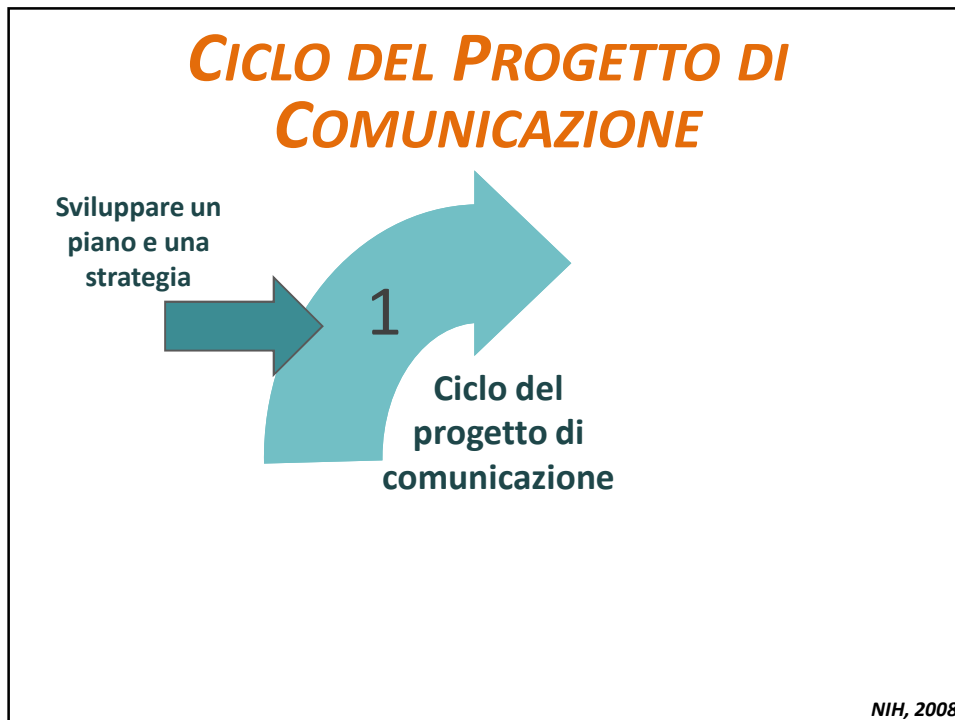 CICLO DEL PROGETTO DI
COMUNICAZIONE
Sviluppare un
piano e una
strategia
1
Ciclo del
progetto di
comunicazione
NIH, 2008